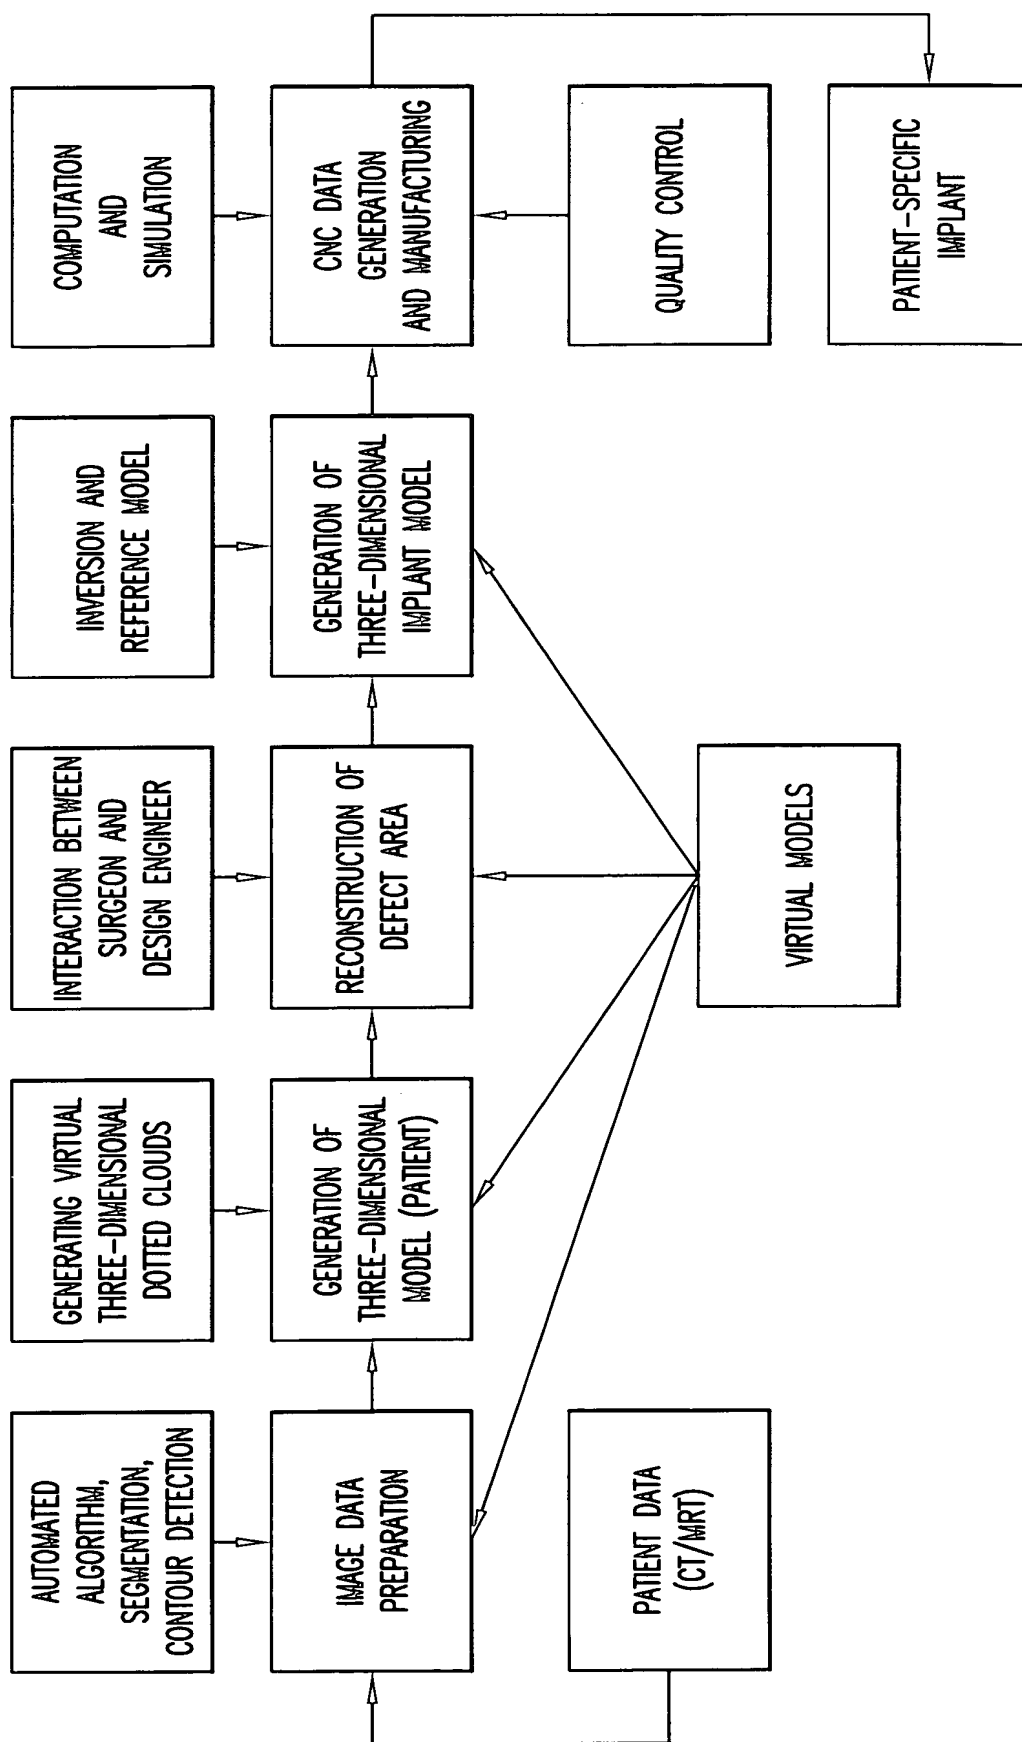 AUTOMATED
ALGORITHM,
SEGMENTATION,
CONTOUR DETECTION
GENERATING VIRTUAL
THREE-DIMENSIONAL
DOTTED CLOUDS
INTERACTION BETWEEN
SURGEON AND
DESIGN ENGINEER
INVERSION AND
REFERENCE MODEL
COMPUTATION
AND
SIMULATION
IMAGE DATA
PREPARATION
GENERATION OF
THREE-DIMENSIONAL
MODEL (PATIENT)
RECONSTRUCTION OF
DEFECT AREA
GENERATION OF
THREE-DIMENSIONAL
IMPLANT MODEL
CNC DATA
GENERATION
AND MANUFACTURING
PATIENT DATA
(CT/MRT)
VIRTUAL MODELS
QUALITY CONTROL
PATIENT-SPECIFIC
IMPLANT